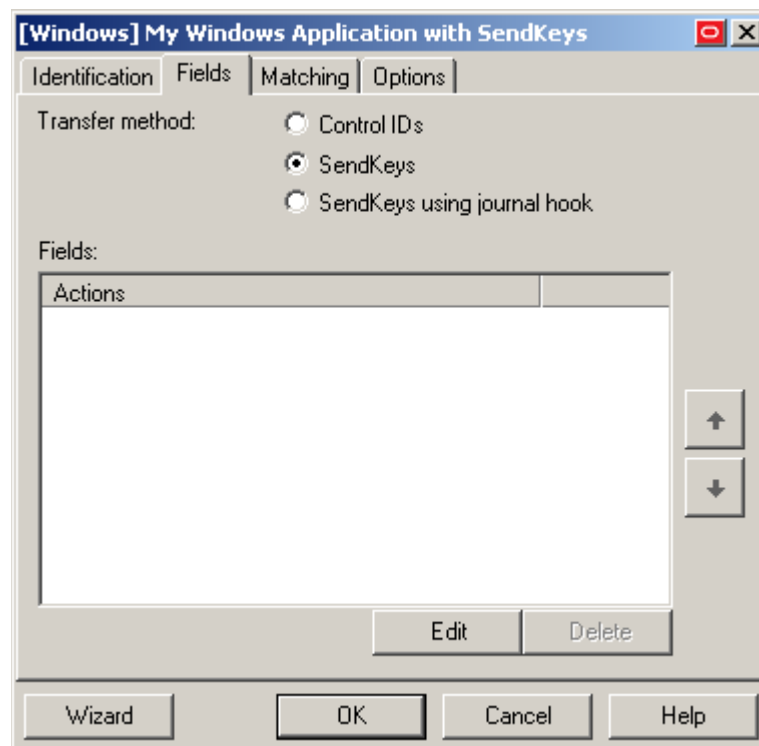 [Windows] My Windows Application with SendKeys
Identification Fields Matching Options
Transfer method: Control IDs
SendKeys
SendKeys using journal hook
Fields:
Actions
Edit Delete
Wizard OK Cancel Help